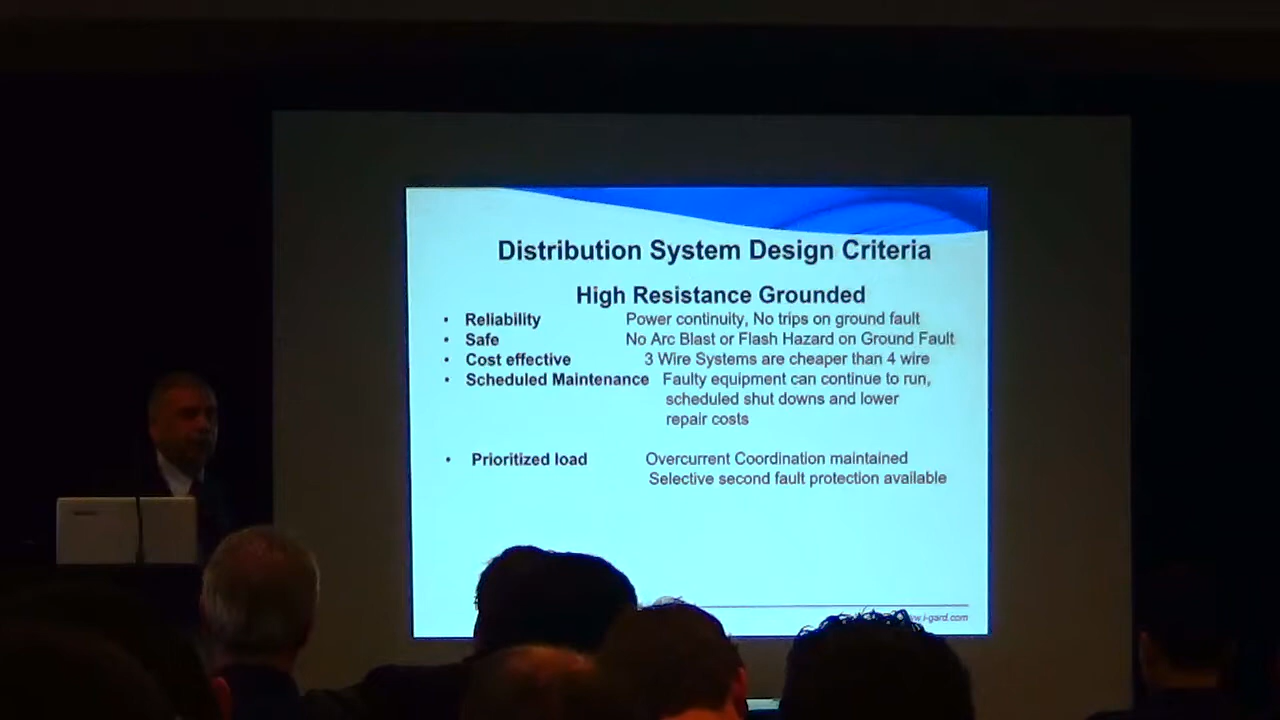 Distribution System Design Criteria
High Resistance Grounded
• Reliability Power continuity, No trips on ground fault
• Safe No Arc Blast or Flash Hazard on Ground Fault
• Cost effective 3 Wire Systems are cheaper than 4 wire
• Scheduled Maintenance Faulty equipment can continue to run,
scheduled shut downs and lower
repair costs
• Prioritized load Overcurrent Coordination maintained
Selective second fault protection available
i-gard.com